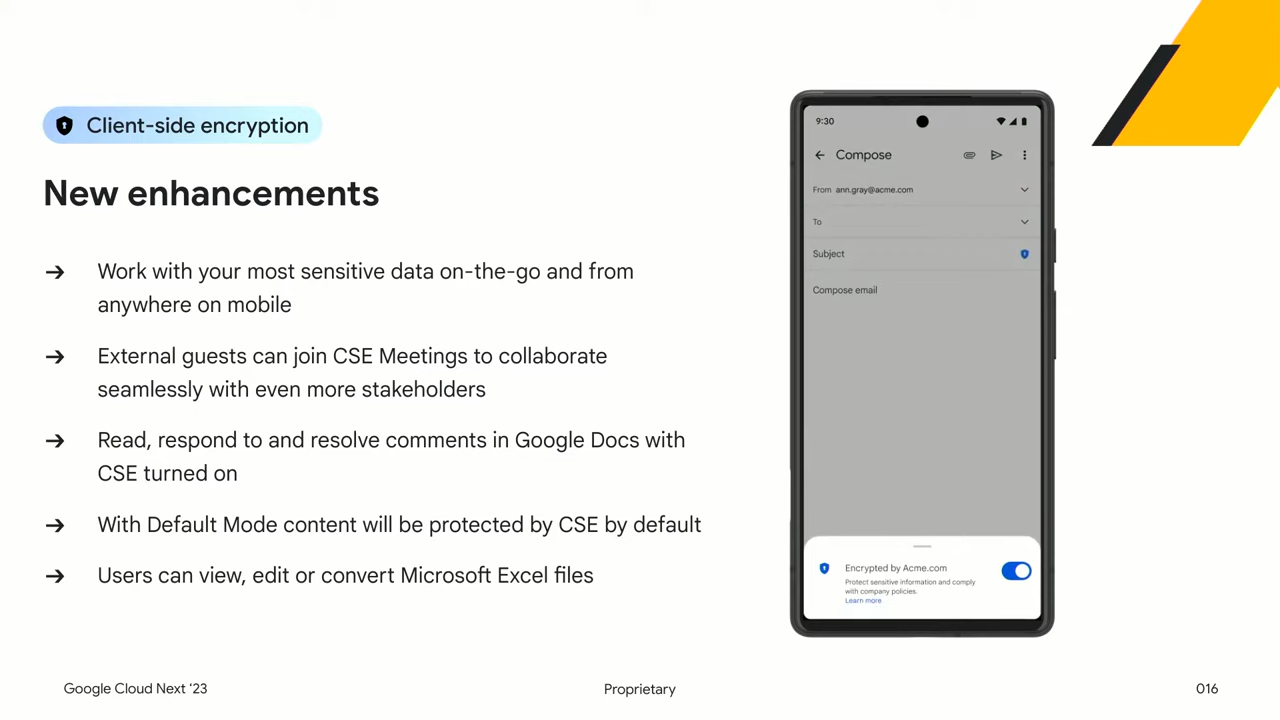 Client-side encryption
New enhancements
→ Work with your most sensitive data on-the-go and from
anywhere on mobile
→ External guests can join CSE Meetings to collaborate
seamlessly with even more stakeholders
→ Read, respond to and resolve comments in Google Docs with
CSE turned on
→ With Default Mode content will be protected by CSE by default
→ Users can view, edit or convert Microsoft Excel files
9:30
Compose
From ann.gray@acme.com
To
Subject
Compose email
Encrypted by Acme.com
Protect sensitive information and comply
with company policies.
Learn more
Google Cloud Next ‘23
Proprietary
016